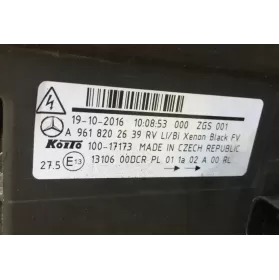 19-10-2016 10:08:53 000 ZGS 001
A 961 820 26 39 RV LI/Bi Xenon Black FV
Kozto 100-17173 MADE IN CZECH REPUBLIC
27.5 E13 13106 00DCR PL 01 1a 02 A 00 RL